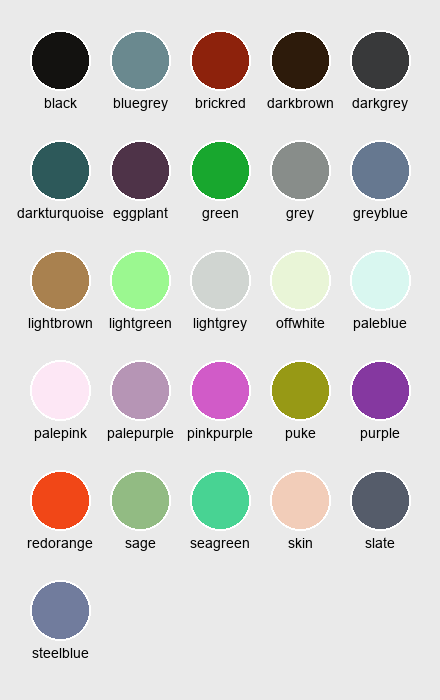 black bluegrey brickred darkbrown darkgrey
darkturquoise eggplant green grey greyblue
lightbrown lightgreen lightgrey offwhite paleblue
palepink palepurple pinkpurple puke purple
redorange sage seagreen skin slate
steelblue